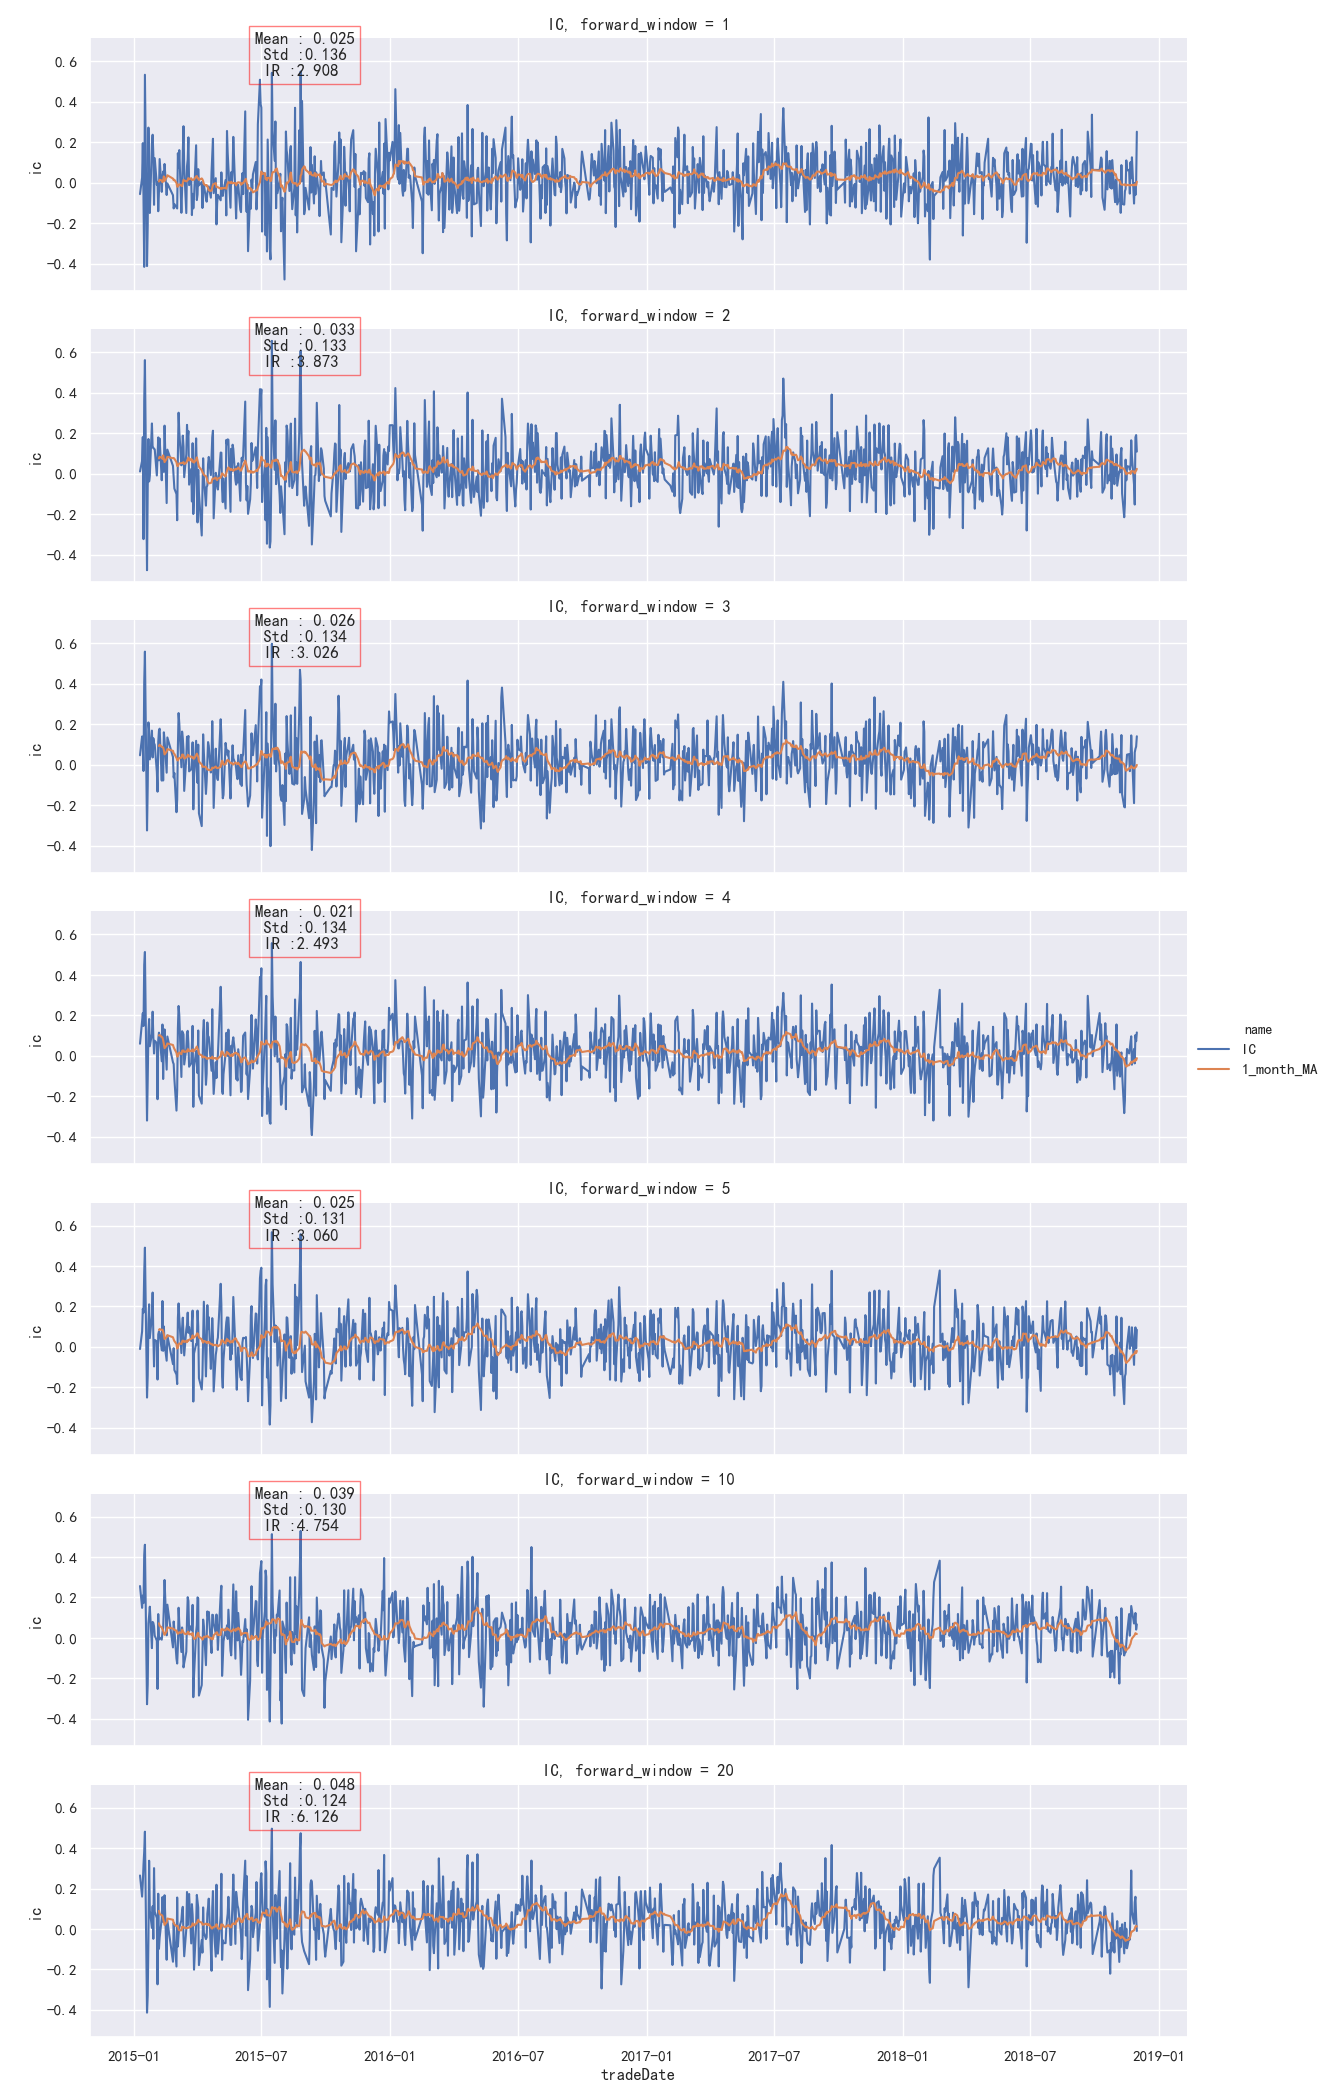 IC, forward_window = 1
Mean : 0.025
Std :0.136
IR :2.908
0.6
0.4
0.2
0.0
-0.2
-0.4
ic
IC, forward_window = 2
Mean : 0.033
Std :0.133
IR :3.873
0.6
0.4
0.2
0.0
-0.2
-0.4
ic
IC, forward_window = 3
Mean : 0.026
Std :0.134
IR :3.026
0.6
0.4
0.2
0.0
-0.2
-0.4
ic
IC, forward_window = 4
Mean : 0.021
Std :0.134
IR :2.493
0.6
0.4
0.2
0.0
-0.2
-0.4
ic
name
IC
1_month_MA
IC, forward_window = 5
Mean : 0.025
Std :0.131
IR :3.060
0.6
0.4
0.2
0.0
-0.2
-0.4
ic
IC, forward_window = 10
Mean : 0.039
Std :0.130
IR :4.754
0.6
0.4
0.2
0.0
-0.2
-0.4
ic
IC, forward_window = 20
Mean : 0.048
Std :0.124
IR :6.126
0.6
0.4
0.2
0.0
-0.2
-0.4
ic
2015-01 2015-07 2016-01 2016-07 2017-01 2017-07 2018-01 2018-07 2019-01
tradeDate